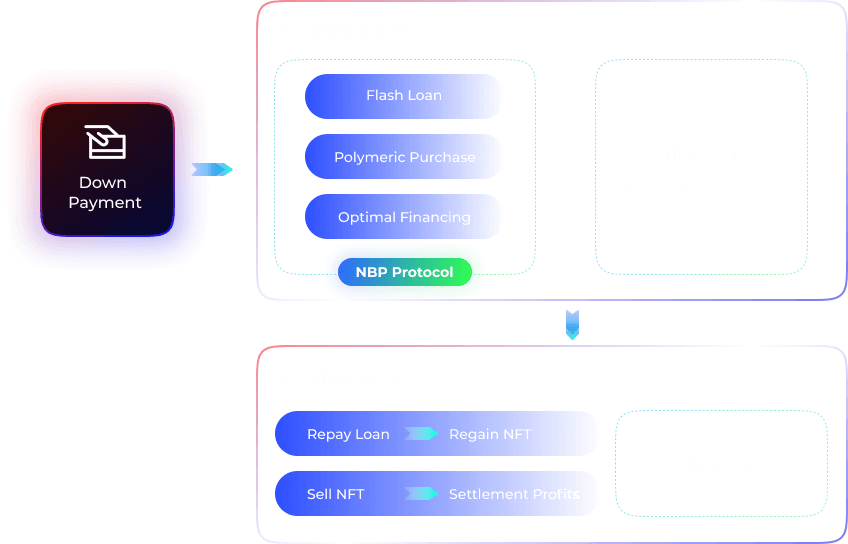 Down
Payment
Flash Loan
Polymeric Purchase
Optimal Financing
NBP Protocol
Repay Loan
Regain NFT
Sell NFT
Settlement Profits